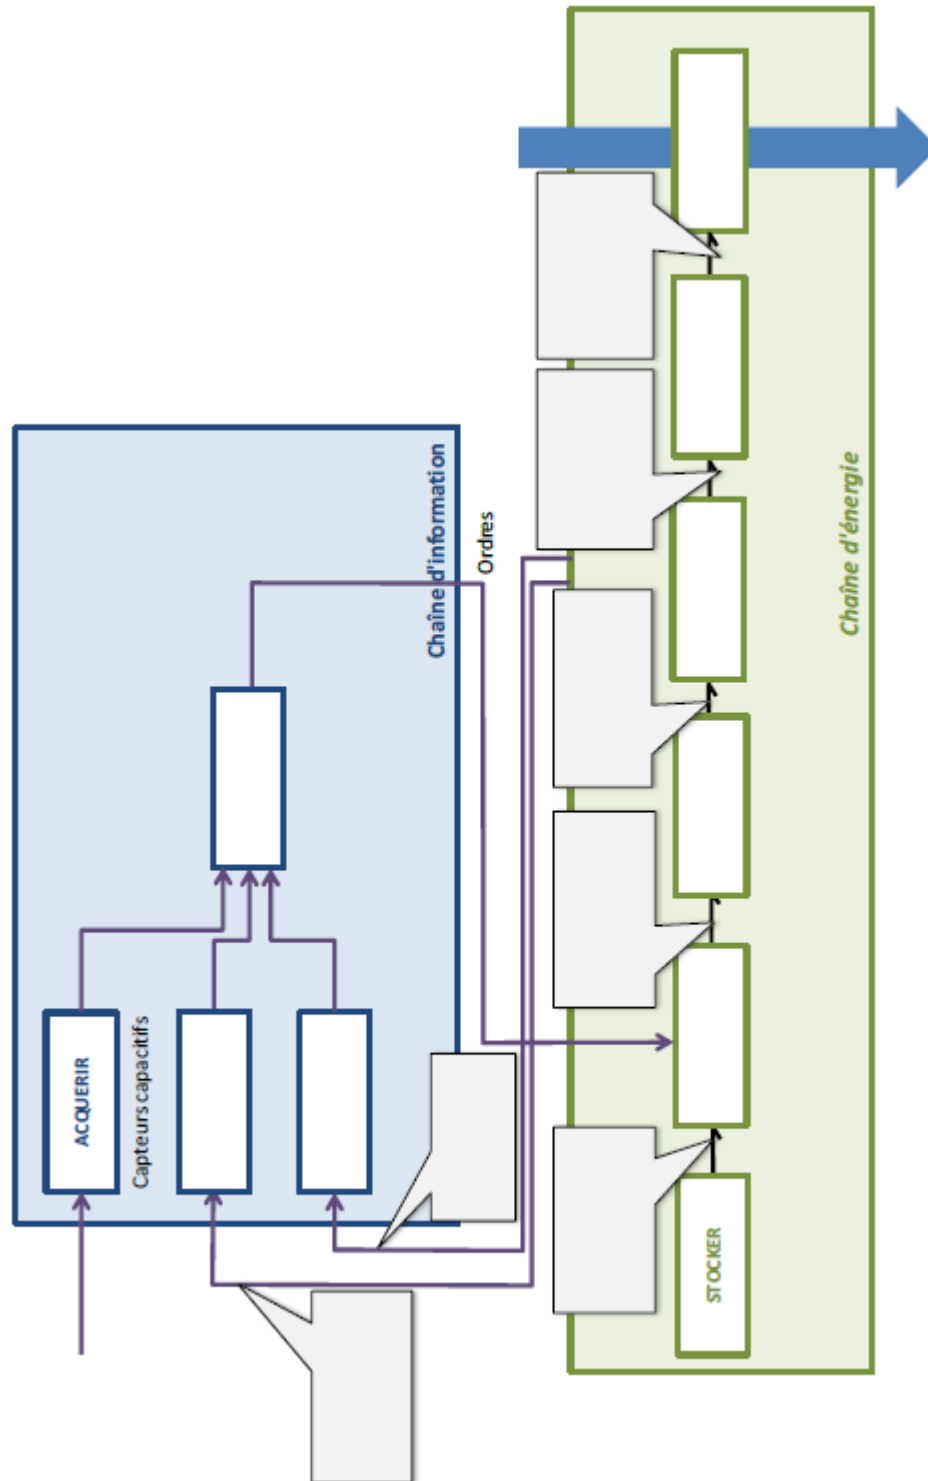 ACQUERIR
Capteurs capacitifs
Chaîne d'information
Ordres
STOCKER
Chaîne d'énergie